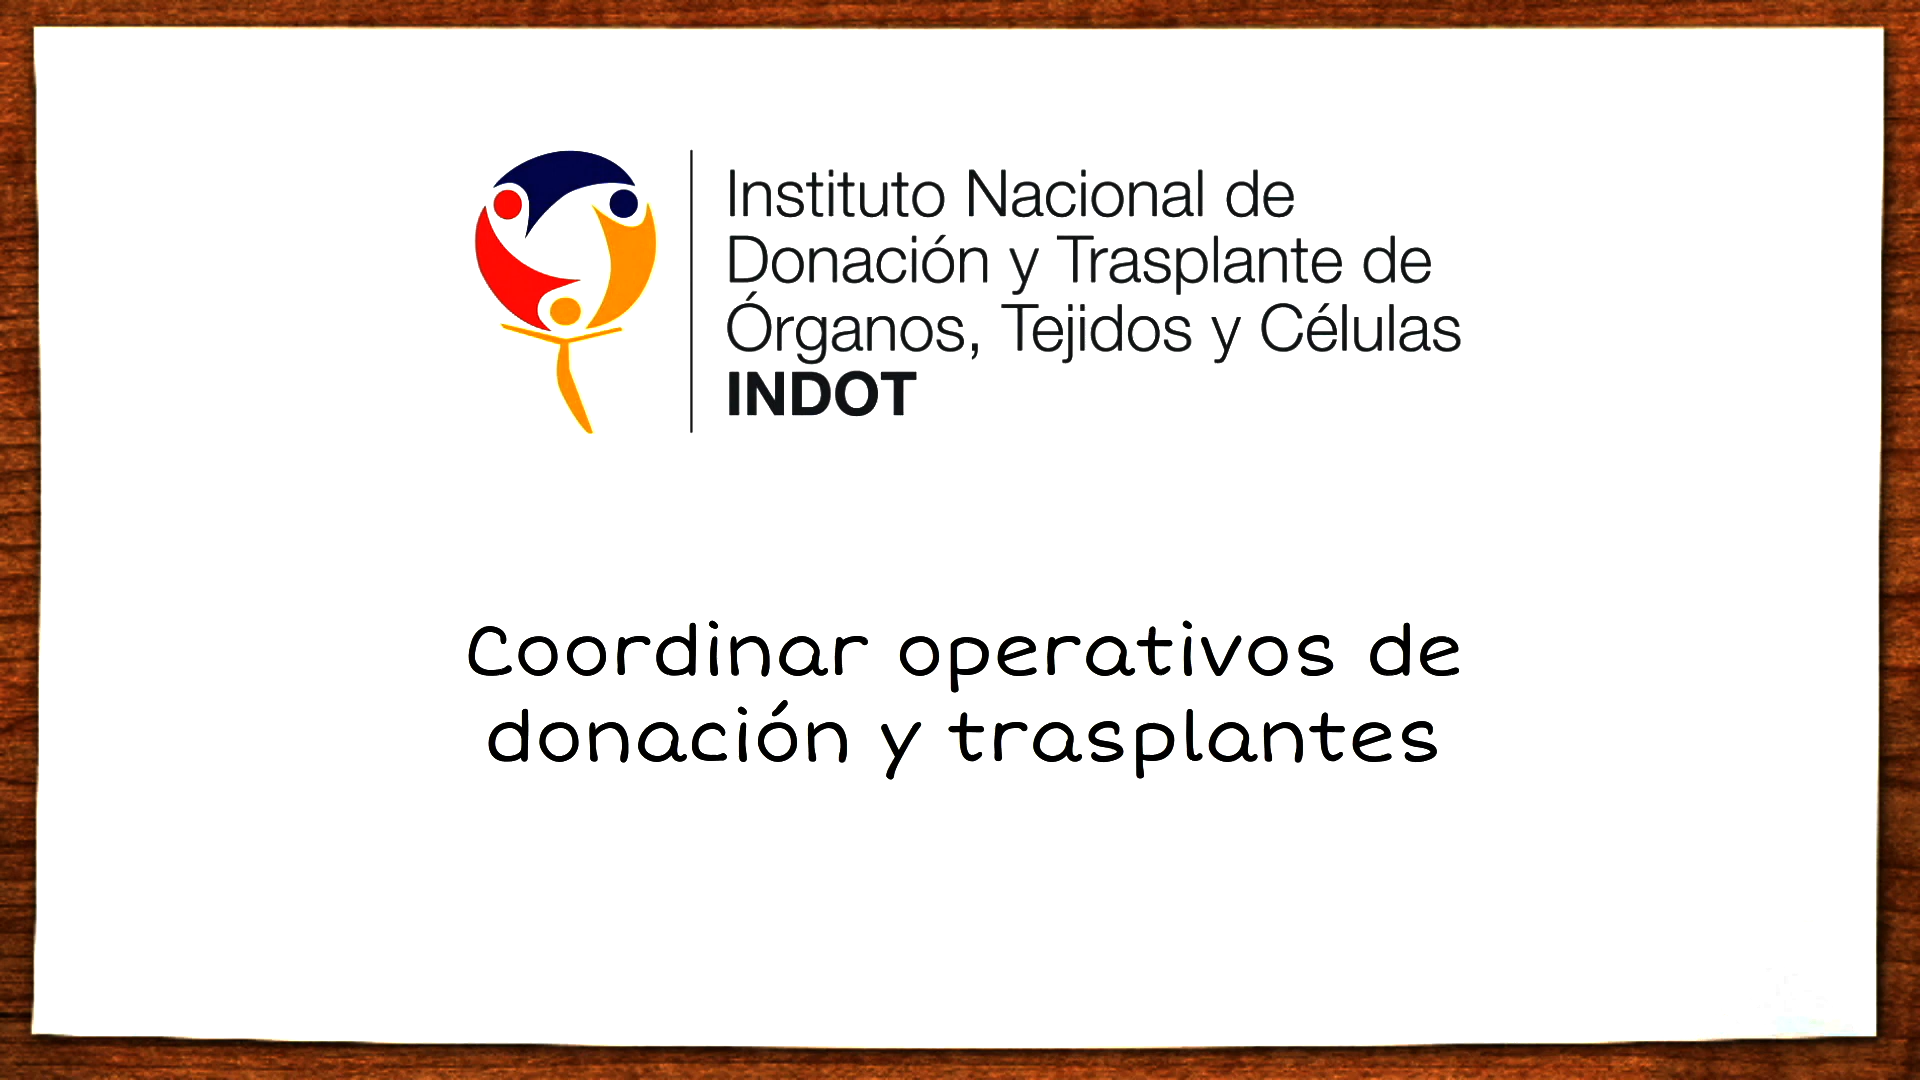 Instituto Nacional de
Donación y Trasplante de
Órganos, Tejidos y Células
INDOT
Coordinar operativos de
donación y trasplantes